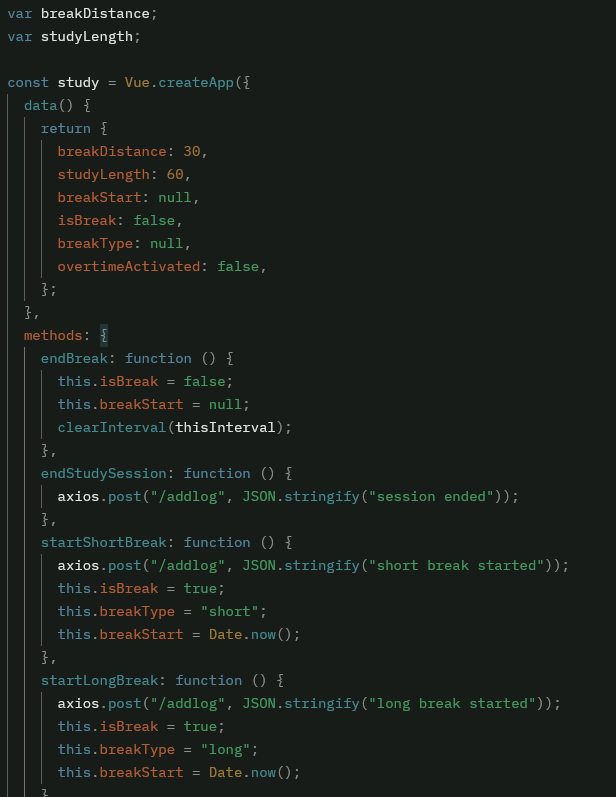 var breakDistance;
var studyLength;
const study = Vue.createApp({
data() {
return {
breakDistance: 30,
studyLength: 60,
breakStart: null,
isBreak: false,
breakType: null,
overtimeActivated: false,
};
},
methods: {
endBreak: function () {
this.isBreak = false;
this.breakStart = null;
clearInterval(thisInterval);
},
endStudySession: function () {
axios.post("/addlog", JSON.stringify("session ended"));
},
startShortBreak: function () {
axios.post("/addlog", JSON.stringify("short break started"));
this.isBreak = true;
this.breakType = "short";
this.breakStart = Date.now();
},
startLongBreak: function () {
axios.post("/addlog", JSON.stringify("long break started"));
this.isBreak = true;
this.breakType = "long";
this.breakStart = Date.now();
}